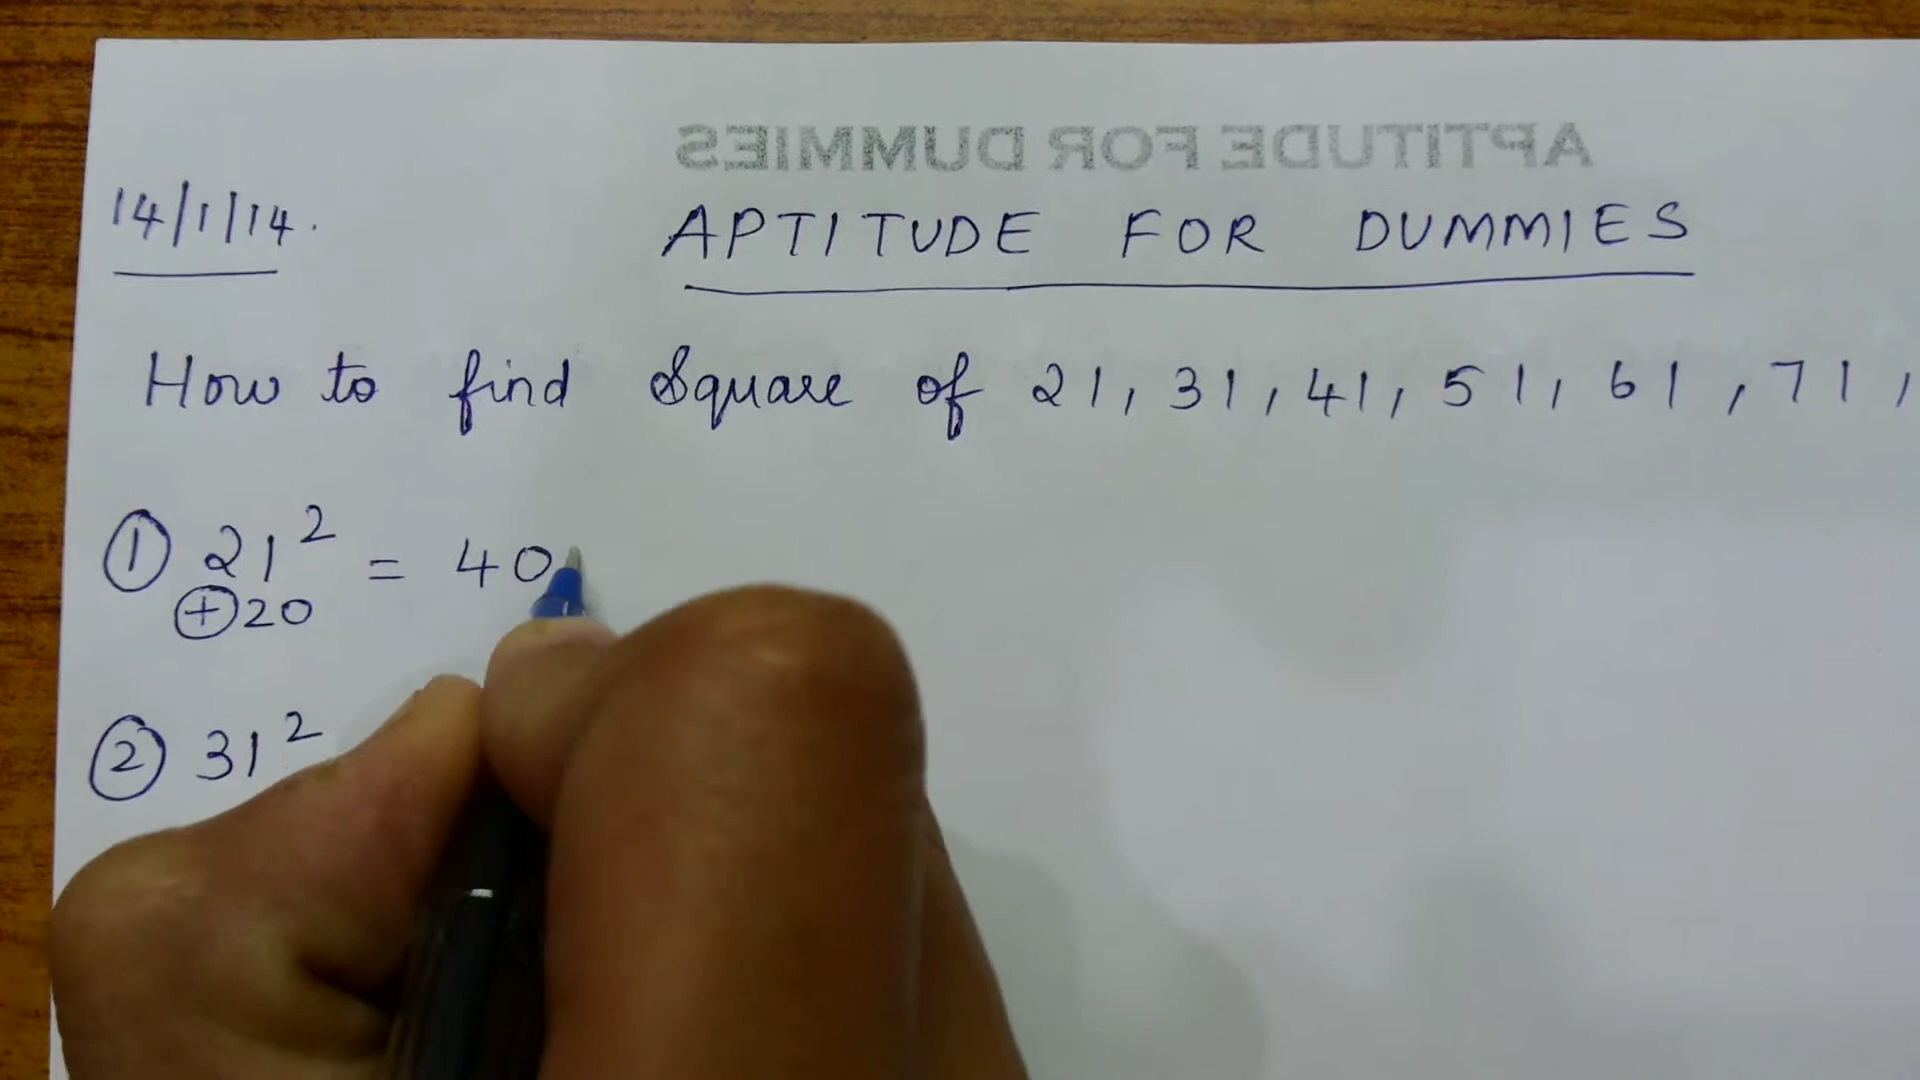 APTITUDE FOR DUMMIES
14/1/14.
APTITUDE FOR DUMMIES
How to find Square of 21, 31, 41, 51, 61, 71,
① 21² = 40
⊕20
② 31²